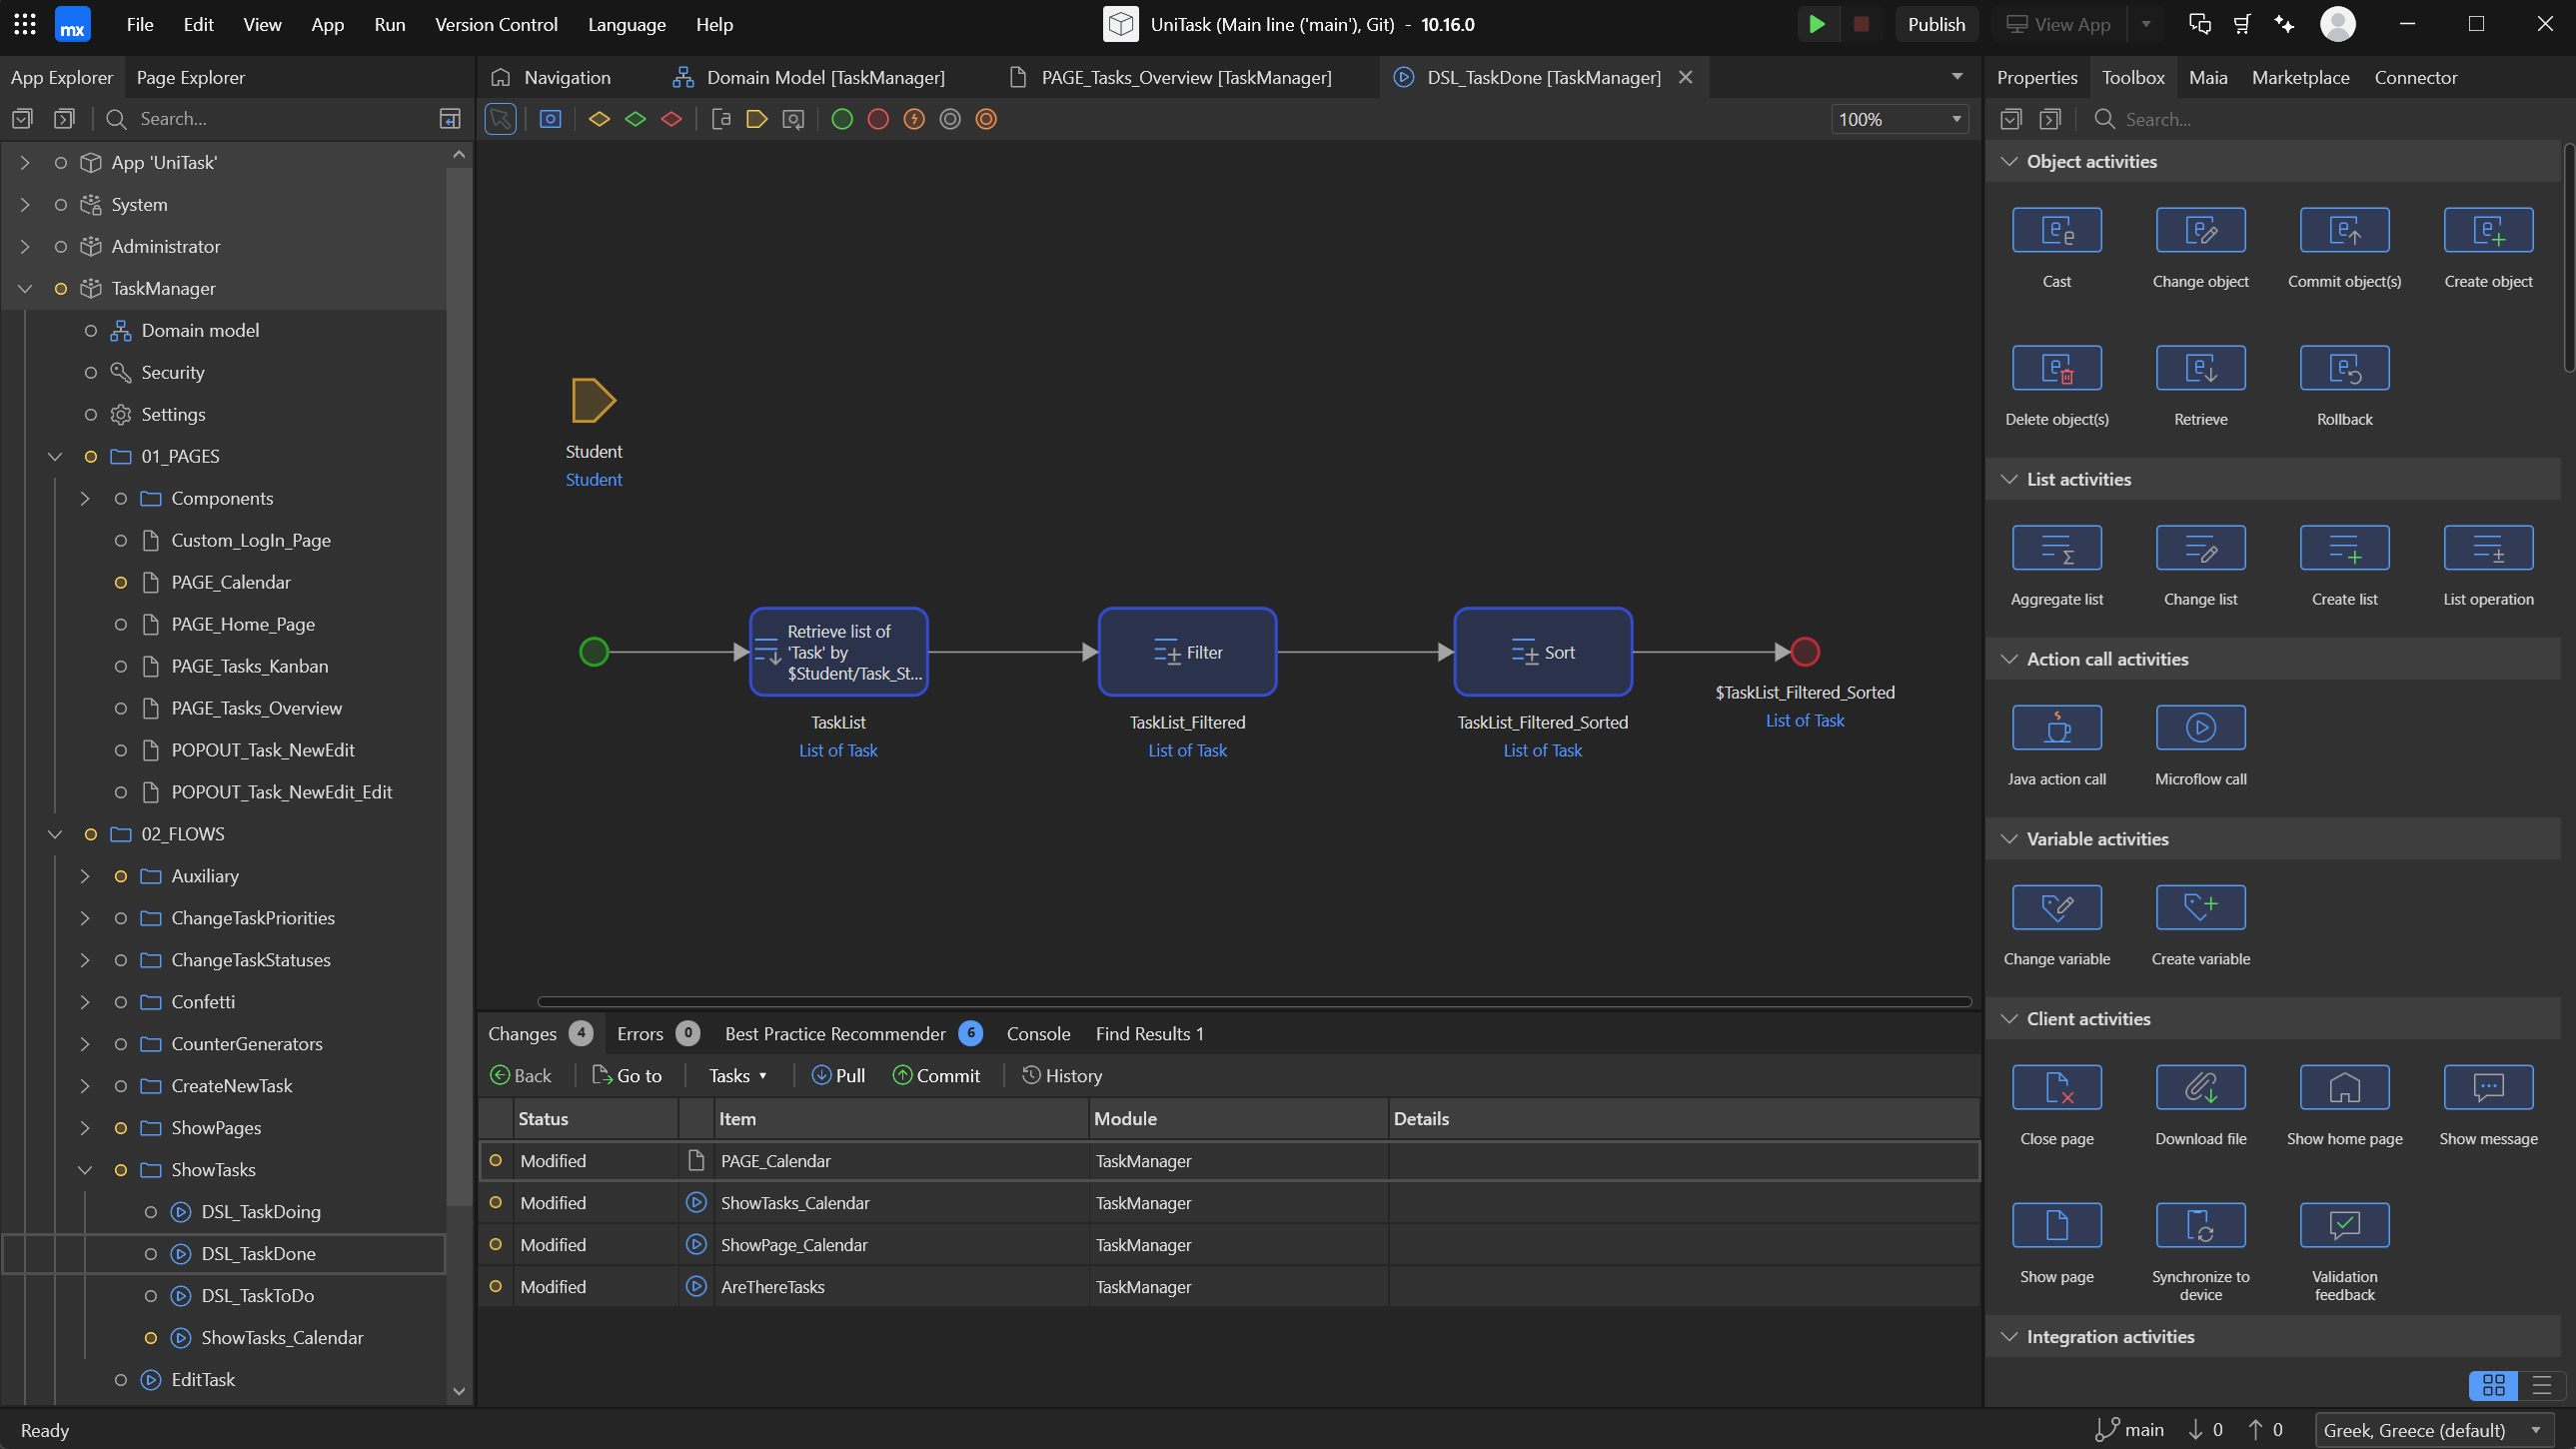 mx File Edit View App Run Version Control Language Help
UniTask (Main line ('main'), Git) - 10.16.0
Publish View App
App Explorer Page Explorer
Search...
App 'UniTask'
System
Administrator
TaskManager
Domain model
Security
Settings
01_PAGES
Components
Custom_LogIn_Page
PAGE_Calendar
PAGE_Home_Page
PAGE_Tasks_Kanban
PAGE_Tasks_Overview
POPOUT_Task_NewEdit
POPOUT_Task_NewEdit_Edit
02_FLOWS
Auxiliary
ChangeTaskPriorities
ChangeTaskStatuses
Confetti
CounterGenerators
CreateNewTask
ShowPages
ShowTasks
DSL_TaskDoing
DSL_TaskDone
DSL_TaskToDo
ShowTasks_Calendar
EditTask
Navigation Domain Model [TaskManager] PAGE_Tasks_Overview [TaskManager] DSL_TaskDone [TaskManager]
100%
Student
Student
Retrieve list of
'Task' by
$Student/Task_St...
TaskList
List of Task
Filter
TaskList_Filtered
List of Task
Sort
TaskList_Filtered_Sorted
List of Task
$TaskList_Filtered_Sorted
List of Task
Changes 4 Errors 0 Best Practice Recommender 6 Console Find Results 1
Back Go to Tasks Pull Commit History
Status Item Module Details
Modified PAGE_Calendar TaskManager
Modified ShowTasks_Calendar TaskManager
Modified ShowPage_Calendar TaskManager
Modified AreThereTasks TaskManager
Properties Toolbox Maia Marketplace Connector
Search...
Object activities
Cast Change object Commit object(s) Create object
Delete object(s) Retrieve Rollback
List activities
Aggregate list Change list Create list List operation
Action call activities
Java action call Microflow call
Variable activities
Change variable Create variable
Client activities
Close page Download file Show home page Show message
Show page Synchronize to device Validation feedback
Integration activities
Ready
main 0 0 Greek, Greece (default)